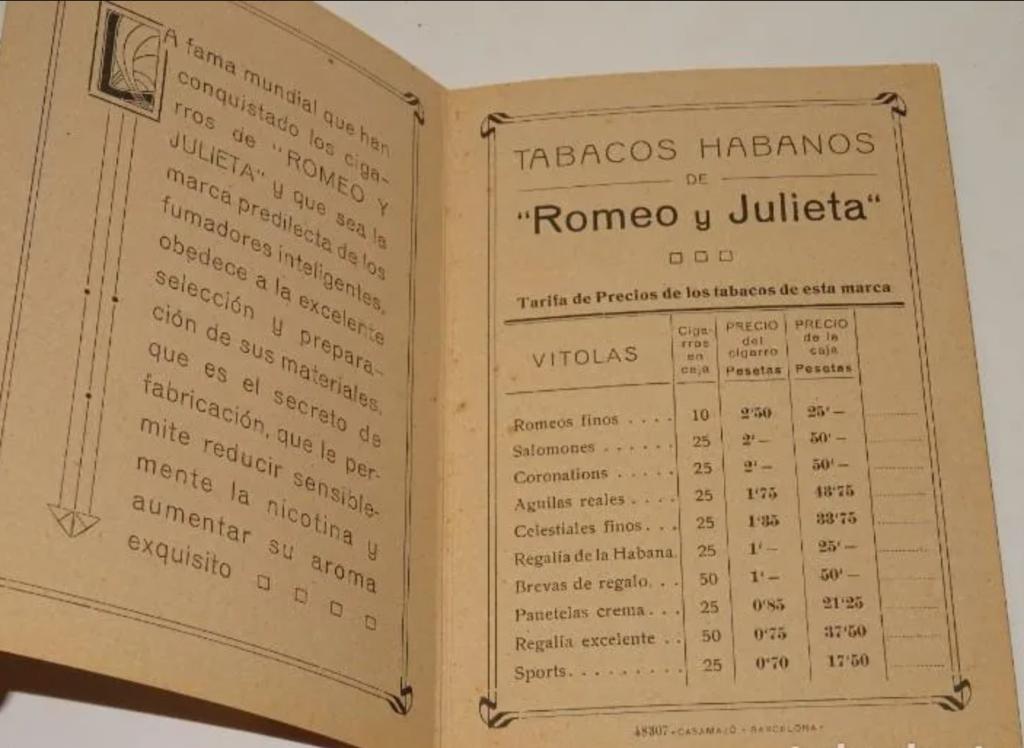 LA fama mundial que han
conquistado los ciga-
rros de "ROMEO Y
JULIETA" y que sea la
marca predilecta de los
fumadores inteligentes,
obedece a la excelente
selección y prepara-
ción de sus materiales,
que es el secreto de
fabricación, que le per-
mite reducir sensible-
mente la nicotina y
aumentar su aroma
exquisito
TABACOS HABANOS
DE
"Romeo y Julieta"
Tarifa de Precios de los tabacos de esta marca
VITOLAS Ciga-rros en caja PRECIO del cigarro Pesetas PRECIO de la caja Pesetas
Romeos finos .... 10 2'50 25'—
Salomones ...... 25 2'— 50'—
Coronations ..... 25 2'— 50'—
Aguilas reales .... 25 1'75 43'75
Celestiales finos... 25 1'35 33'75
Regalía de la Habana. 25 1'— 25'—
Brevas de regalo... 50 1'— 50'—
Panetelas crema... 25 0'85 21'25
Regalía excelente .. 50 0'75 37'50
Sports......... 25 0'70 17'50
48307 - CASAMAJÓ - BARCELONA -